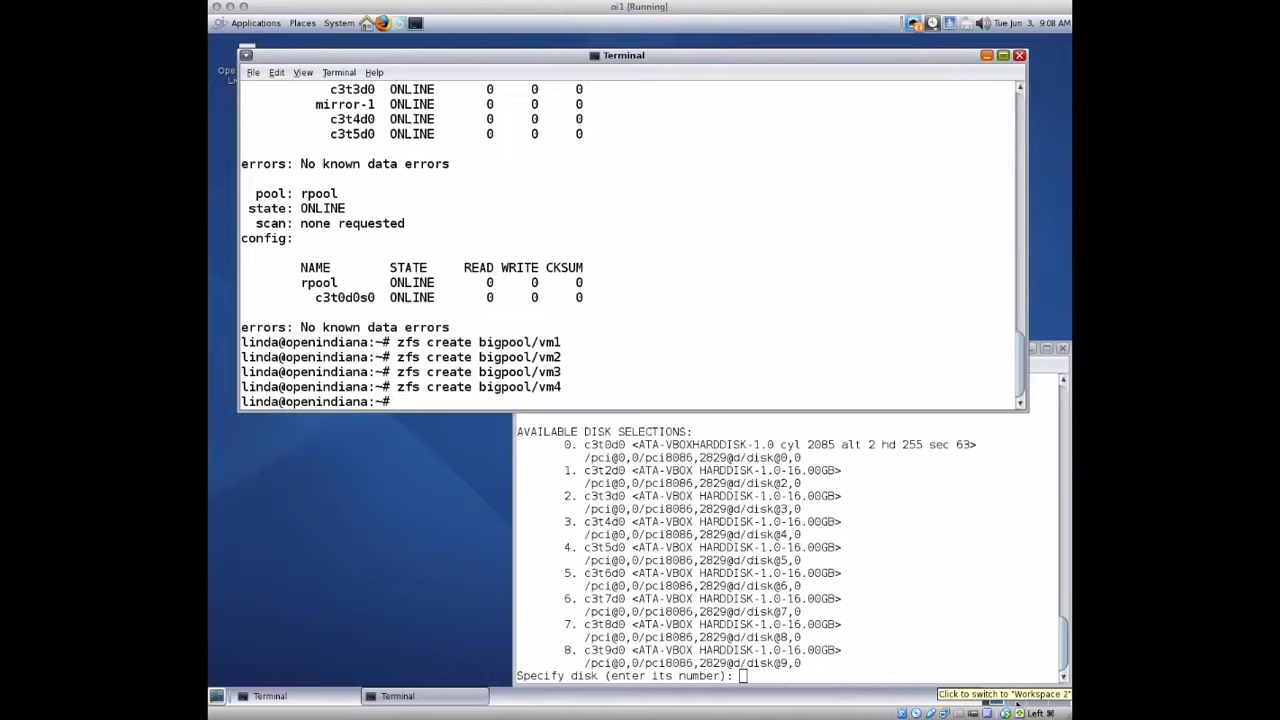 oi1 [Running]
Applications Places System
Tue Jun 3, 9:08 AM
Terminal
File Edit View Terminal Help
c3t3d0 ONLINE 0 0 0
mirror-1 ONLINE 0 0 0
c3t4d0 ONLINE 0 0 0
c3t5d0 ONLINE 0 0 0
errors: No known data errors
pool: rpool
state: ONLINE
scan: none requested
config:
NAME STATE READ WRITE CKSUM
rpool ONLINE 0 0 0
c3t0d0s0 ONLINE 0 0 0
errors: No known data errors
linda@openindiana:~# zfs create bigpool/vm1
linda@openindiana:~# zfs create bigpool/vm2
linda@openindiana:~# zfs create bigpool/vm3
linda@openindiana:~# zfs create bigpool/vm4
linda@openindiana:~#
AVAILABLE DISK SELECTIONS:
0. c3t0d0 <ATA-VBOXHARDDISK-1.0 cyl 2085 alt 2 hd 255 sec 63>
/pci@0,0/pci8086,2829@d/disk@0,0
1. c3t2d0 <ATA-VBOX HARDDISK-1.0-16.00GB>
/pci@0,0/pci8086,2829@d/disk@2,0
2. c3t3d0 <ATA-VBOX HARDDISK-1.0-16.00GB>
/pci@0,0/pci8086,2829@d/disk@3,0
3. c3t4d0 <ATA-VBOX HARDDISK-1.0-16.00GB>
/pci@0,0/pci8086,2829@d/disk@4,0
4. c3t5d0 <ATA-VBOX HARDDISK-1.0-16.00GB>
/pci@0,0/pci8086,2829@d/disk@5,0
5. c3t6d0 <ATA-VBOX HARDDISK-1.0-16.00GB>
/pci@0,0/pci8086,2829@d/disk@6,0
6. c3t7d0 <ATA-VBOX HARDDISK-1.0-16.00GB>
/pci@0,0/pci8086,2829@d/disk@7,0
7. c3t8d0 <ATA-VBOX HARDDISK-1.0-16.00GB>
/pci@0,0/pci8086,2829@d/disk@8,0
8. c3t9d0 <ATA-VBOX HARDDISK-1.0-16.00GB>
/pci@0,0/pci8086,2829@d/disk@9,0
Specify disk (enter its number):
Terminal Terminal
Click to switch to "Workspace 2"
Left ⌘